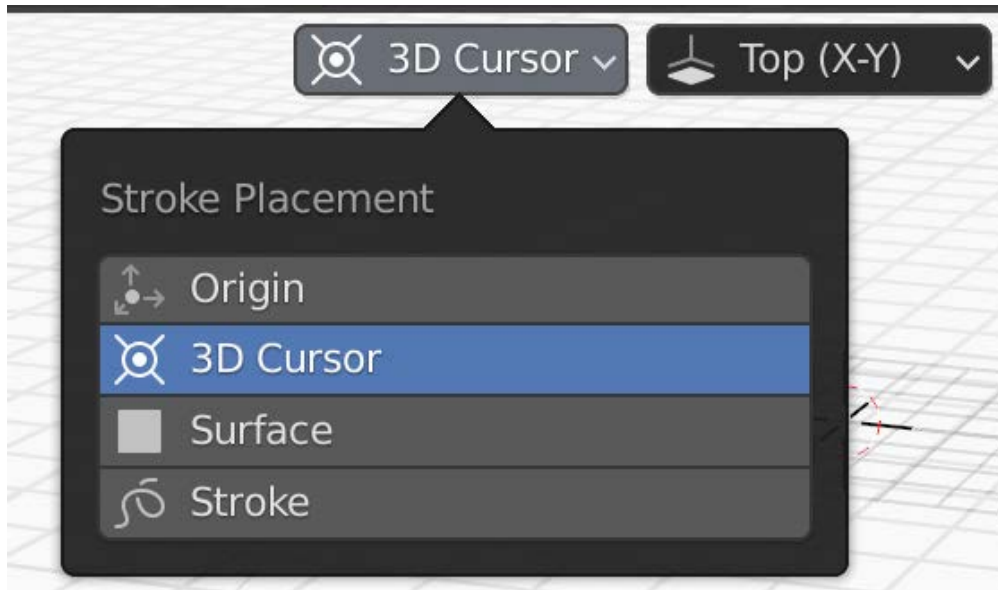 3D Cursor Top (X-Y)
Stroke Placement
Origin
3D Cursor
Surface
Stroke